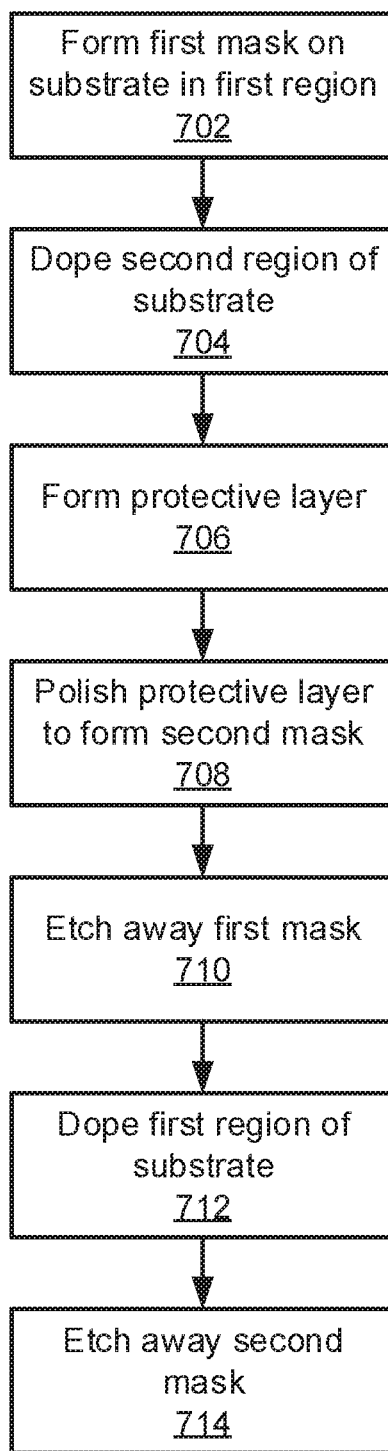 Form first mask on
substrate in first region
702
Dope second region of
substrate
704
Form protective layer
706
Polish protective layer
to form second mask
708
Etch away first mask
710
Dope first region of
substrate
712
Etch away second
mask
714